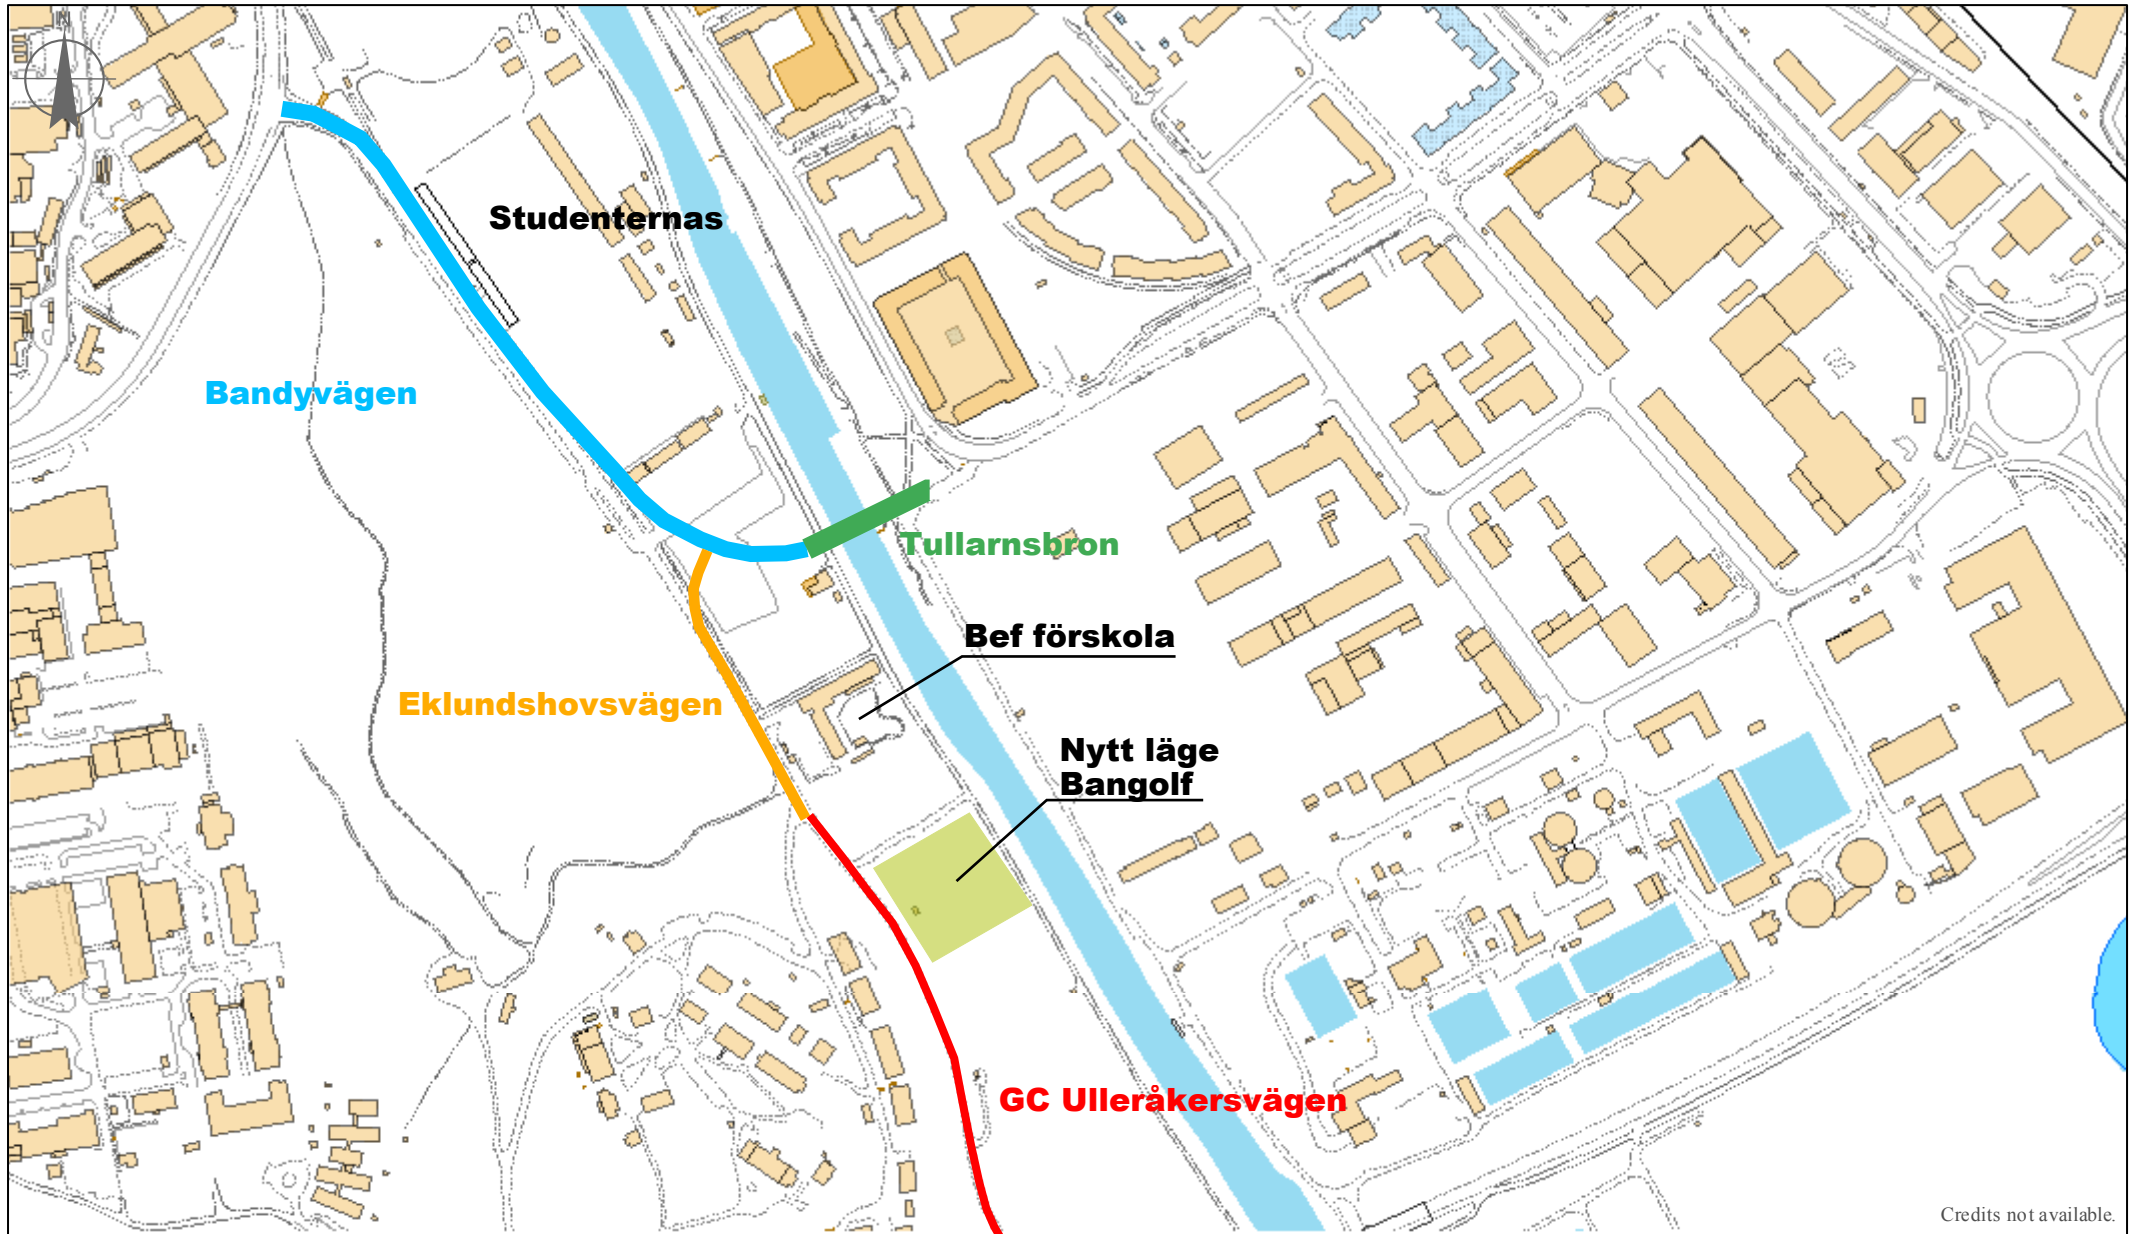 N
Studenternas
Bandyvägen
Tullarnsbron
Bef förskola
Eklundshovsvägen
Nytt läge
Bangolf
GC Ulleråkersvägen
Credits not available.